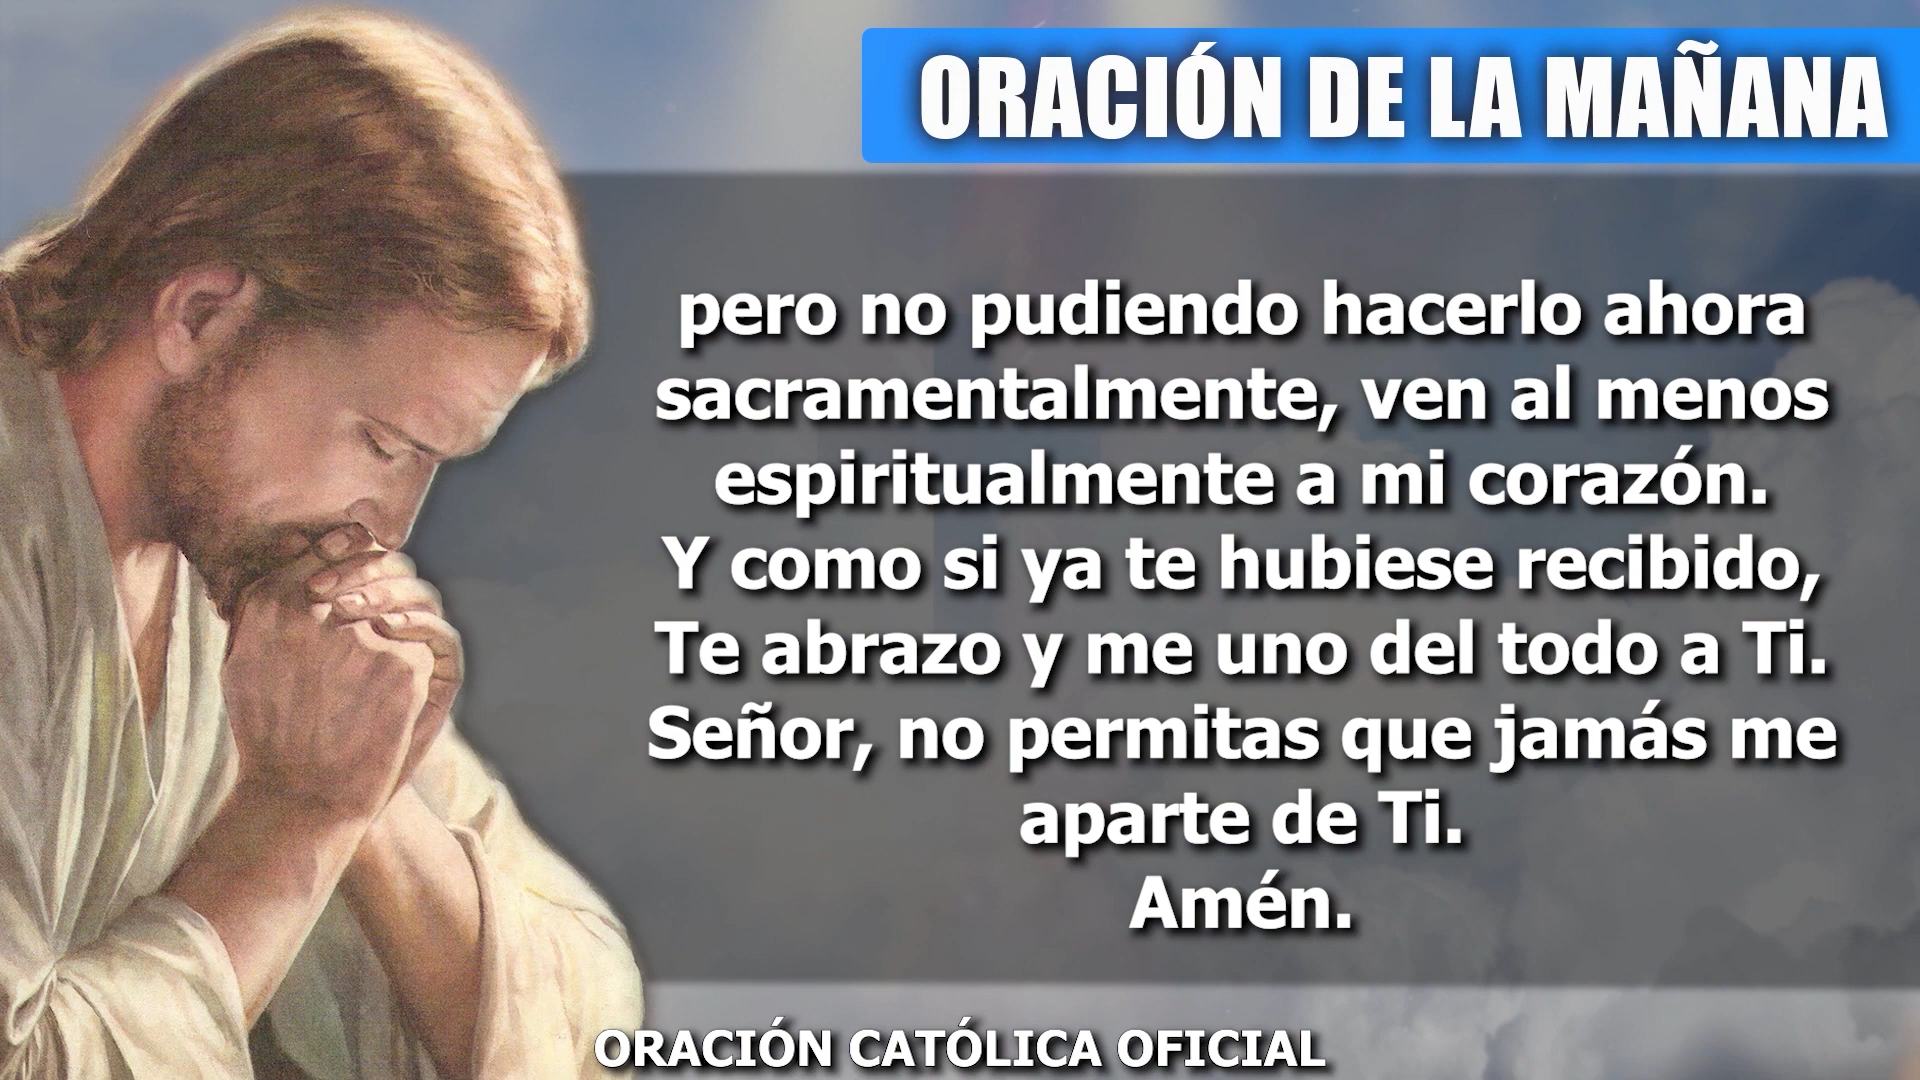 ORACIÓN DE LA MAÑANA
pero no pudiendo hacerlo ahora
sacramentalmente, ven al menos
espiritualmente a mi corazón.
Y como si ya te hubiese recibido,
Te abrazo y me uno del todo a Ti.
Señor, no permitas que jamás me
aparte de Ti.
Amén.
ORACIÓN CATÓLICA OFICIAL